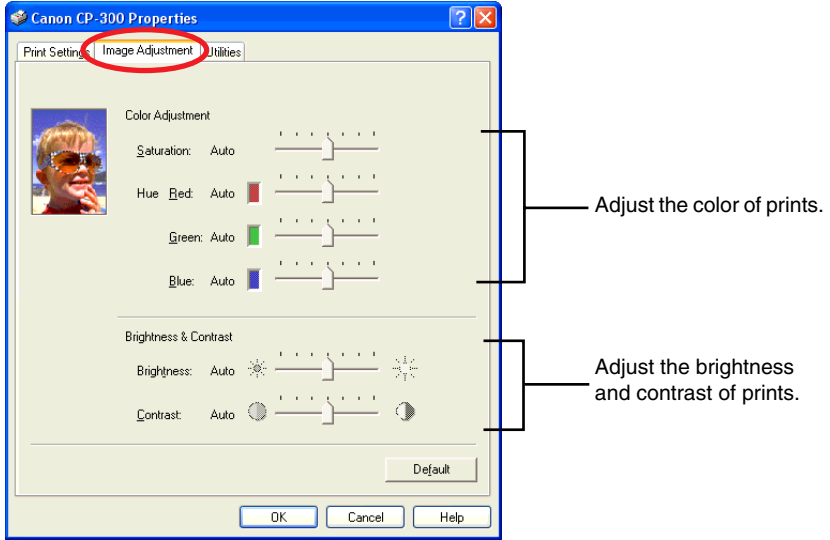 Canon CP-300 Properties
Print Settings Image Adjustment Utilities
Color Adjustment
Saturation: Auto
Hue Red: Auto
Green: Auto
Blue: Auto
Adjust the color of prints.
Brightness & Contrast
Brightness: Auto
Contrast: Auto
Adjust the brightness
and contrast of prints.
Default
OK Cancel Help